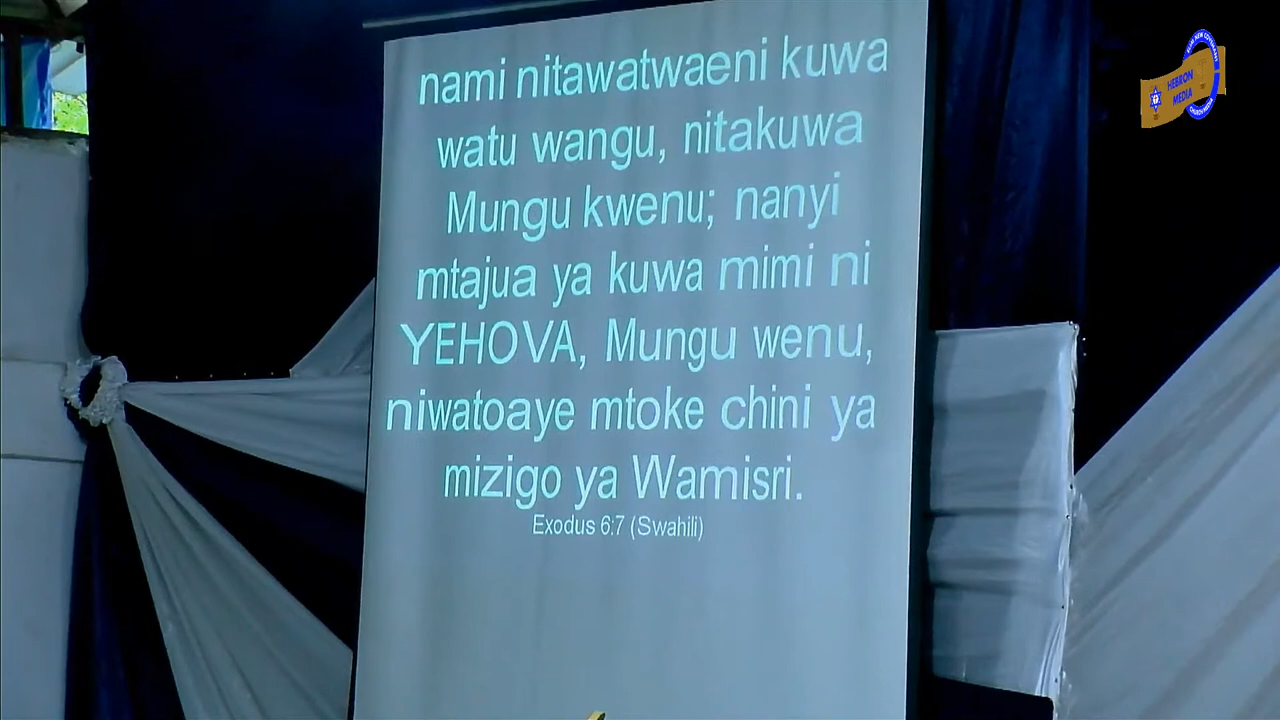 nami nitawatwaeni kuwa
watu wangu, nitakuwa
Mungu kwenu; nanyi
mtajua ya kuwa mimi ni
YEHOVA, Mungu wenu,
niwatoaye mtoke chini ya
mizigo ya Wamisri.
Exodus 6:7 (Swahili)
HEBRON
MEDIA